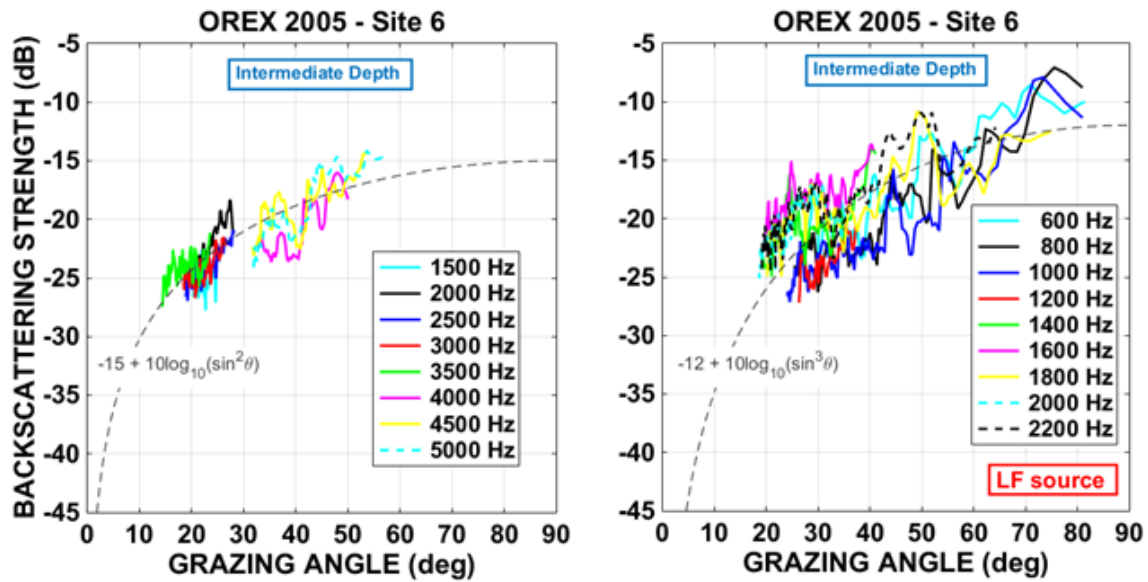 OREX 2005 - Site 6
BACKSCATTERING STRENGTH (dB)
-5
-10
-15
-20
-25
-30
-35
-40
-45
Intermediate Depth
-15 + 10log₁₀(sin²θ)
1500 Hz
2000 Hz
2500 Hz
3000 Hz
3500 Hz
4000 Hz
4500 Hz
5000 Hz
0 10 20 30 40 50 60 70 80 90
GRAZING ANGLE (deg)
OREX 2005 - Site 6
-5
-10
-15
-20
-25
-30
-35
-40
-45
Intermediate Depth
-12 + 10log₁₀(sin³θ)
600 Hz
800 Hz
1000 Hz
1200 Hz
1400 Hz
1600 Hz
1800 Hz
2000 Hz
2200 Hz
LF source
0 10 20 30 40 50 60 70 80 90
GRAZING ANGLE (deg)